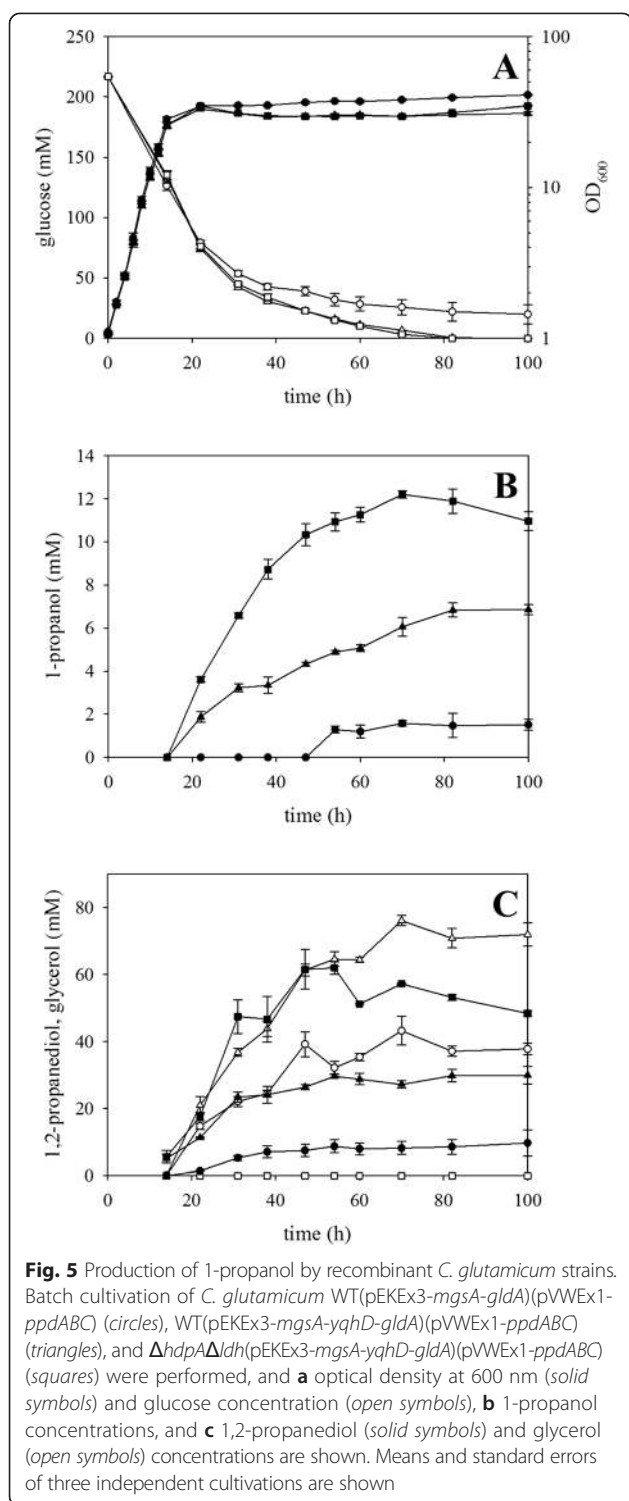 250
200
150
100
50
0
glucose (mM)
A
100
10
1
OD600
0 20 40 60 80 100
time (h)
14
12
10
8
6
4
2
0
1-propanol (mM)
B
0 20 40 60 80 100
time (h)
80
60
40
20
0
1,2-propanediol, glycerol (mM)
C
0 20 40 60 80 100
time (h)
Fig. 5 Production of 1-propanol by recombinant C. glutamicum strains.
Batch cultivation of C. glutamicum WT(pEKEx3-mgsA-gldA)(pVWEx1-
ppdABC) (circles), WT(pEKEx3-mgsA-yqhD-gldA)(pVWEx1-ppdABC)
(triangles), and ΔhdpAΔldh(pEKEx3-mgsA-yqhD-gldA)(pVWEx1-ppdABC)
(squares) were performed, and a optical density at 600 nm (solid
symbols) and glucose concentration (open symbols), b 1-propanol
concentrations, and c 1,2-propanediol (solid symbols) and glycerol
(open symbols) concentrations are shown. Means and standard errors
of three independent cultivations are shown